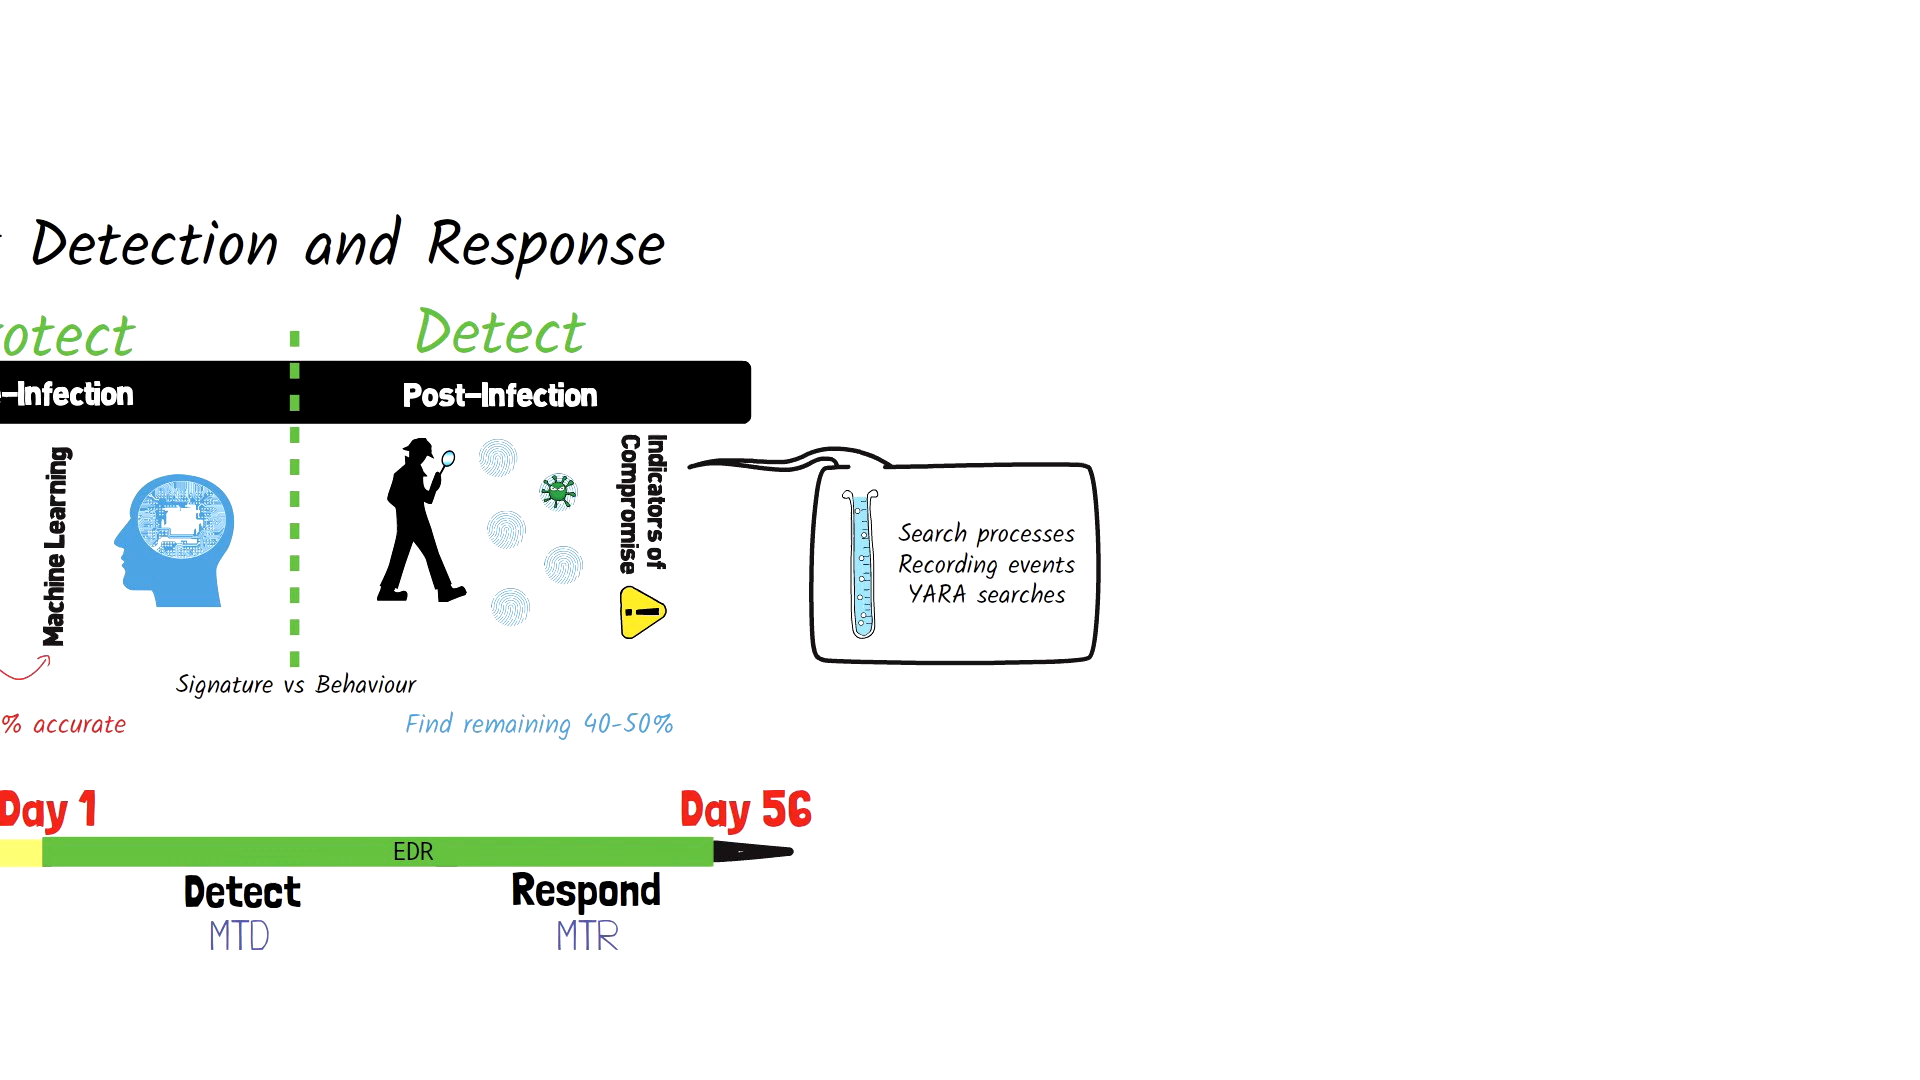 Detection and Response
otect
Detect
-Infection
Post-Infection
Machine Learning
Indicators of
Compromise
Search processes
Recording events
YARA searches
Signature vs Behaviour
% accurate
Find remaining 40-50%
Day 1
Day 56
EDR
Detect
Respond
MTD
MTR